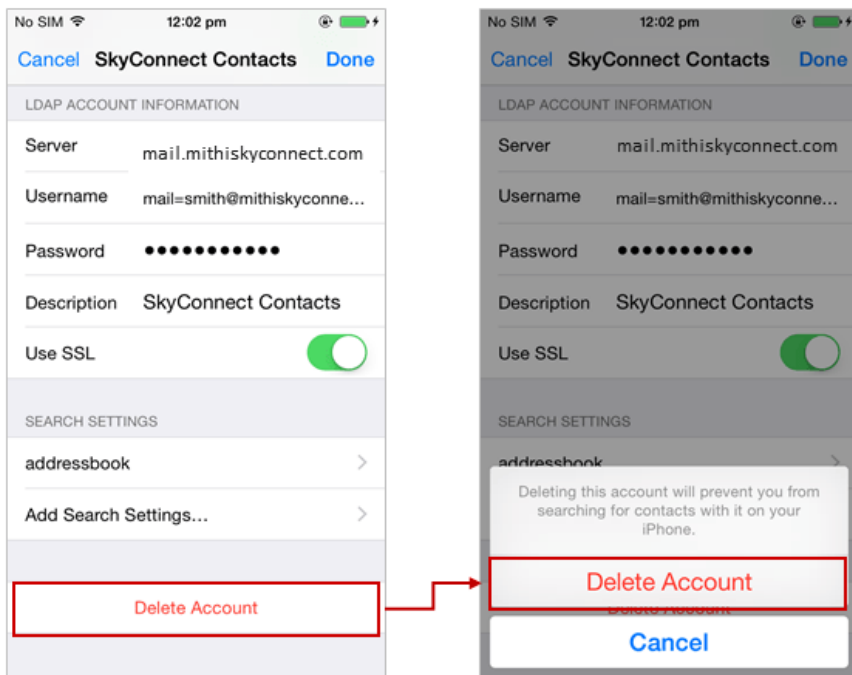 No SIM 12:02 pm
Cancel SkyConnect Contacts Done
LDAP ACCOUNT INFORMATION
Server mail.mithiskyconnect.com
Username mail=smith@mithiskyconne...
Password ●●●●●●●●●●●
Description SkyConnect Contacts
Use SSL
SEARCH SETTINGS
addressbook
Add Search Settings...
Delete Account
No SIM 12:02 pm
Cancel SkyConnect Contacts Done
LDAP ACCOUNT INFORMATION
Server mail.mithiskyconnect.com
Username mail=smith@mithiskyconne...
Password ●●●●●●●●●●●
Description SkyConnect Contacts
Use SSL
SEARCH SETTINGS
addressbook
Deleting this account will prevent you from
searching for contacts with it on your
iPhone.
Delete Account
Delete Account
Cancel